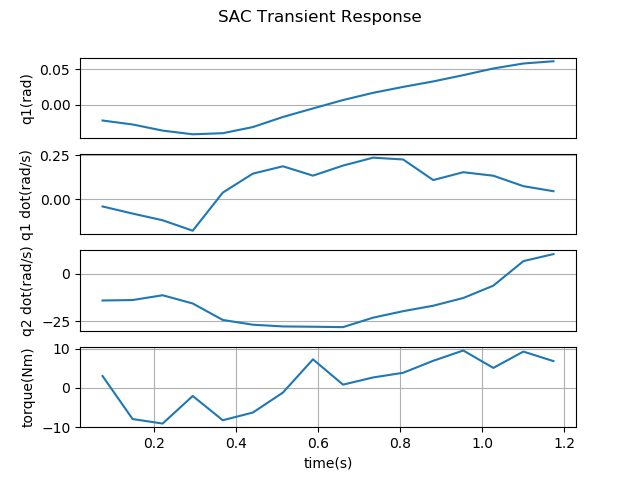 SAC Transient Response
q1(rad)
0.05
0.00
q1 dot(rad/s)
0.25
0.00
q2 dot(rad/s)
0
−25
torque(Nm)
10
0
−10
0.2 0.4 0.6 0.8 1.0 1.2
time(s)